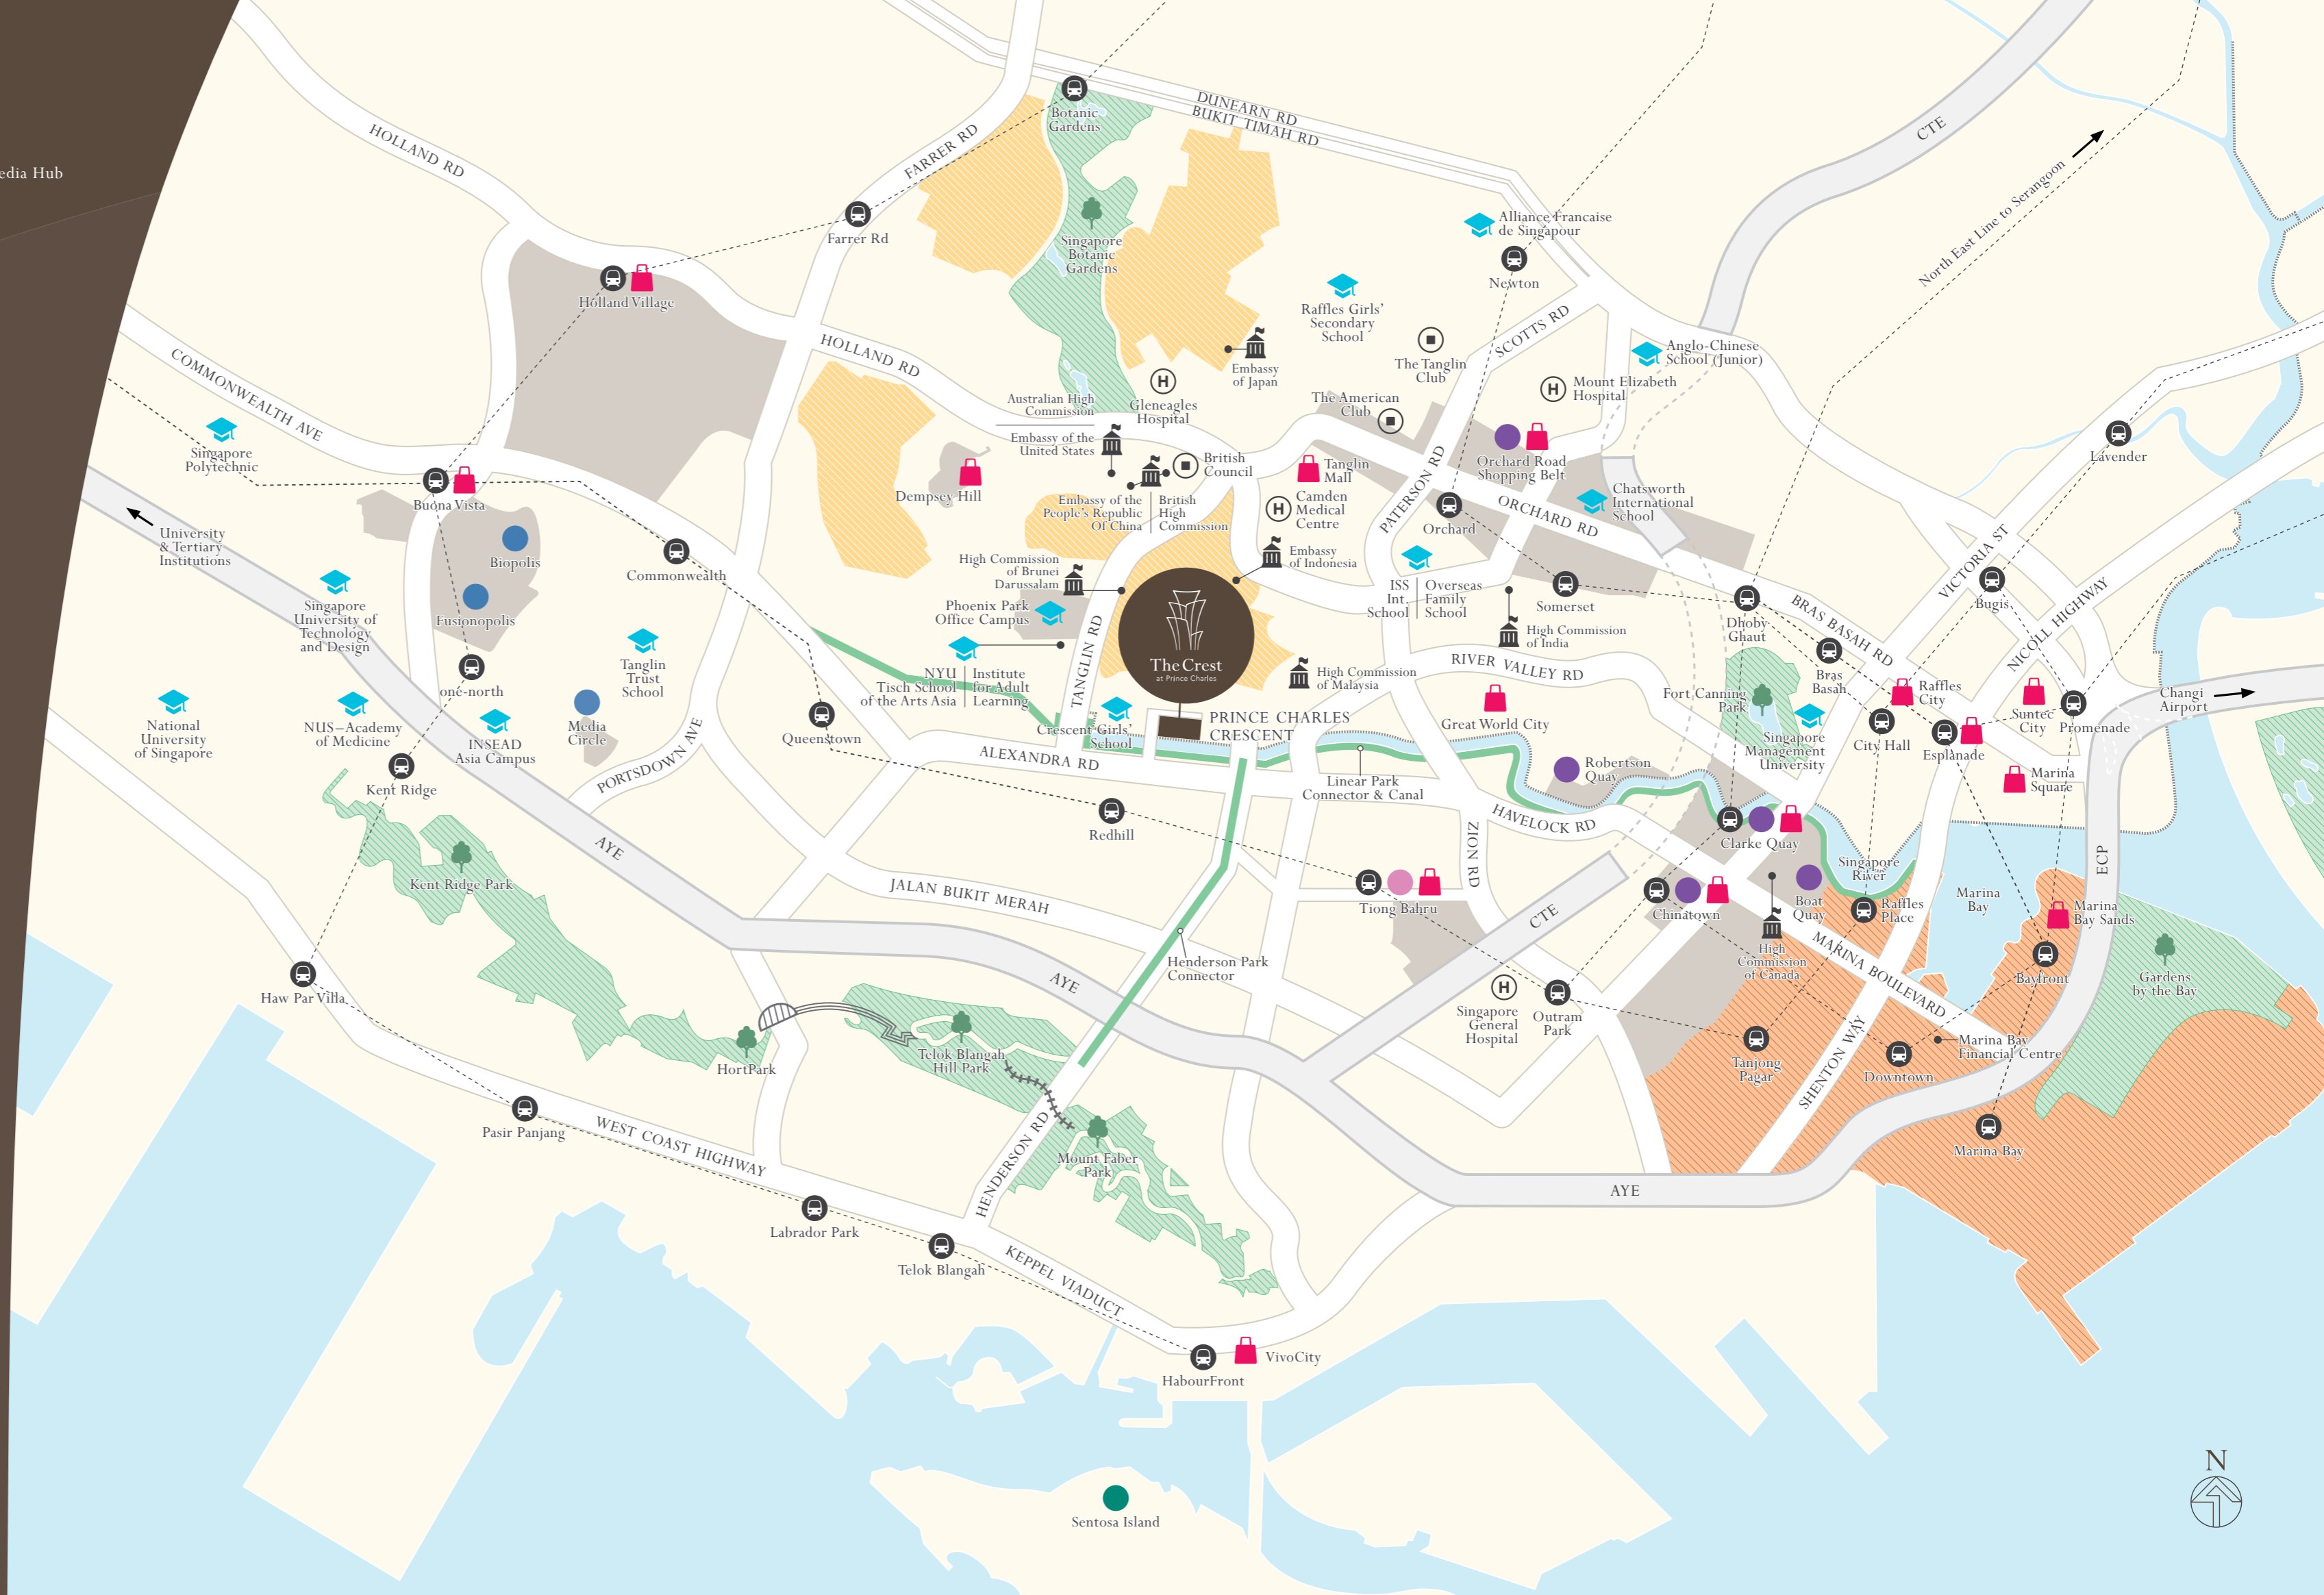 edia Hub
DUNEARN RD
BUKIT TIMAH RD
Botanic
Gardens
CTE
HOLLAND RD
FARRER RD
North East Line to Serangoon
Farrer Rd
Singapore
Botanic
Gardens
Alliance Francaise
de Singapour
Newton
Holland Village
Raffles Girls’
Secondary
School
SCOTTS RD
HOLLAND RD
COMMONWEALTH AVE
Embassy
of Japan
The Tanglin
Club
Anglo-Chinese
School (Junior)
Mount Elizabeth
Hospital
Australian High
Commission
Gleneagles
Hospital
The American
Club
Embassy of the
United States
Singapore
Polytechnic
British
Council
Tanglin
Mall
Orchard Road
Shopping Belt
PATERSON RD
Lavender
Dempsey Hill
Buona Vista
Embassy of the
People’s Republic
Of China
British
High
Commission
Camden
Medical
Centre
Orchard
ORCHARD RD
Chatsworth
International
School
University
& Tertiary
Institutions
Biopolis
Commonwealth
High Commission
of Brunei
Darussalam
Embassy
of Indonesia
VICTORIA ST
Bugis
NICOLL HIGHWAY
Singapore
University of
Technology
and Design
Fusionopolis
Phoenix Park
Office Campus
ISS
Int.
School
Overseas
Family
School
Somerset
Dhoby
Ghaut
BRAS BASAH RD
High Commission
of India
Bras
Basah
Tanglin
Trust
School
TANGLIN RD
The Crest
at Prince Charles
RIVER VALLEY RD
High Commission
of Malaysia
one-north
NYU
Tisch School
of the Arts Asia
Institute
for Adult
Learning
Fort Canning
Park
Raffles
City
Suntec
City
Promenade
Changi
Airport
National
University
of Singapore
NUS–Academy
of Medicine
INSEAD
Asia Campus
Media
Circle
Queenstown
Crescent Girls’
School
PRINCE CHARLES
CRESCENT
Great World City
Singapore
Management
University
City Hall
Esplanade
PORTSDOWN AVE
ALEXANDRA RD
Linear Park
Connector & Canal
Robertson
Quay
Marina
Square
Kent Ridge
Redhill
HAVELOCK RD
Clarke Quay
AYE
ZION RD
ECP
Singapore
River
Kent Ridge Park
JALAN BUKIT MERAH
Tiong Bahru
CTE
Chinatown
Boat
Quay
Raffles
Place
Marina
Bay
Marina
Bay Sands
High
Commission
of Canada
MARINA BOULEVARD
Henderson Park
Connector
AYE
Bayfront
Gardens
by the Bay
Haw Par Villa
Singapore
General
Hospital
Outram
Park
HortPark
Telok Blangah
Hill Park
Tanjong
Pagar
SHENTON WAY
Marina Bay
Financial Centre
Downtown
Pasir Panjang
WEST COAST HIGHWAY
HENDERSON RD
Mount Faber
Park
Marina Bay
AYE
Labrador Park
Telok Blangah
KEPPEL VIADUCT
VivoCity
HabourFront
N
Sentosa Island